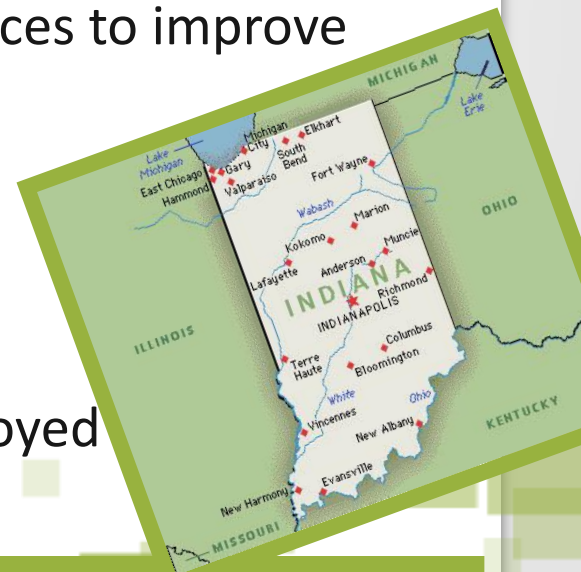 ces to improve
MICHIGAN
Lake
Michigan
Lake
Erie
Michigan
City
Elkhart
East Chicago
Gary
South
Bend
Hammond
Valparaiso
Fort Wayne
OHIO
Wabash
Marion
Kokomo
Muncie
Lafayette
Anderson
INDIANA
Richmond
INDIANAPOLIS
ILLINOIS
Columbus
Terre
Haute
Bloomington
White
Ohio
KENTUCKY
oyed
Vincennes
New Albany
Evansville
New Harmony
MISSOURI